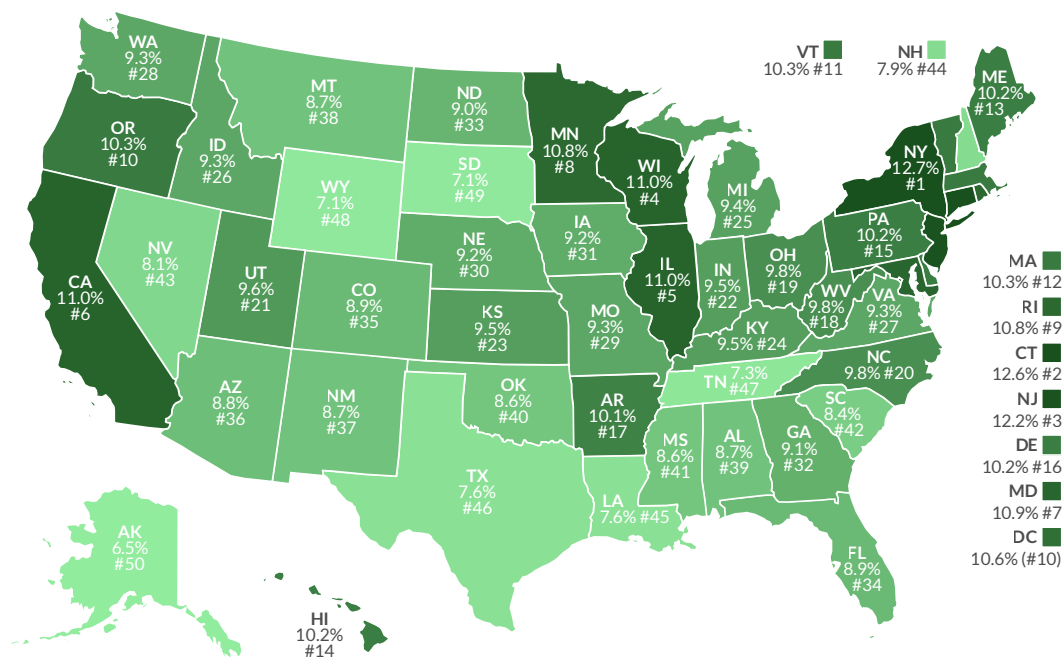 WA
9.3%
#28
MT
8.7%
#38
ND
9.0%
#33
MN
10.8%
#8
VT
10.3% #11
NH
7.9% #44
ME
10.2%
#13
OR
10.3%
#10
ID
9.3%
#26
WY
7.1%
#48
SD
7.1%
#49
WI
11.0%
#4
MI
9.4%
#25
NY
12.7%
#1
CA
11.0%
#6
NV
8.1%
#43
UT
9.6%
#21
CO
8.9%
#35
NE
9.2%
#30
IA
9.2%
#31
IL
11.0%
#5
IN
9.5%
#22
OH
9.8%
#19
PA
10.2%
#15
KS
9.5%
#23
MO
9.3%
#29
KY
9.5% #24
WV
9.8%
#18
VA
9.3%
#27
MA
10.3% #12
RI
10.8% #9
CT
12.6% #2
NJ
12.2% #3
DE
10.2% #16
MD
10.9% #7
DC
10.6% (#10)
AZ
8.8%
#36
NM
8.7%
#37
OK
8.6%
#40
AR
10.1%
#17
TN 7.3%
#47
NC
9.8% #20
SC
8.4%
#42
MS
8.6%
#41
AL
8.7%
#39
GA
9.1%
#32
TX
7.6%
#46
LA
7.6% #45
FL
8.9%
#34
AK
6.5%
#50
HI
10.2%
#14